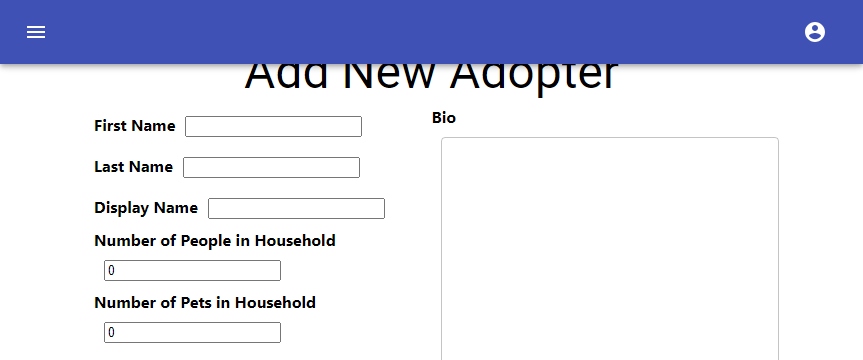 Add New Adopter
First Name
Last Name
Display Name
Number of People in Household
0
Number of Pets in Household
0
Bio